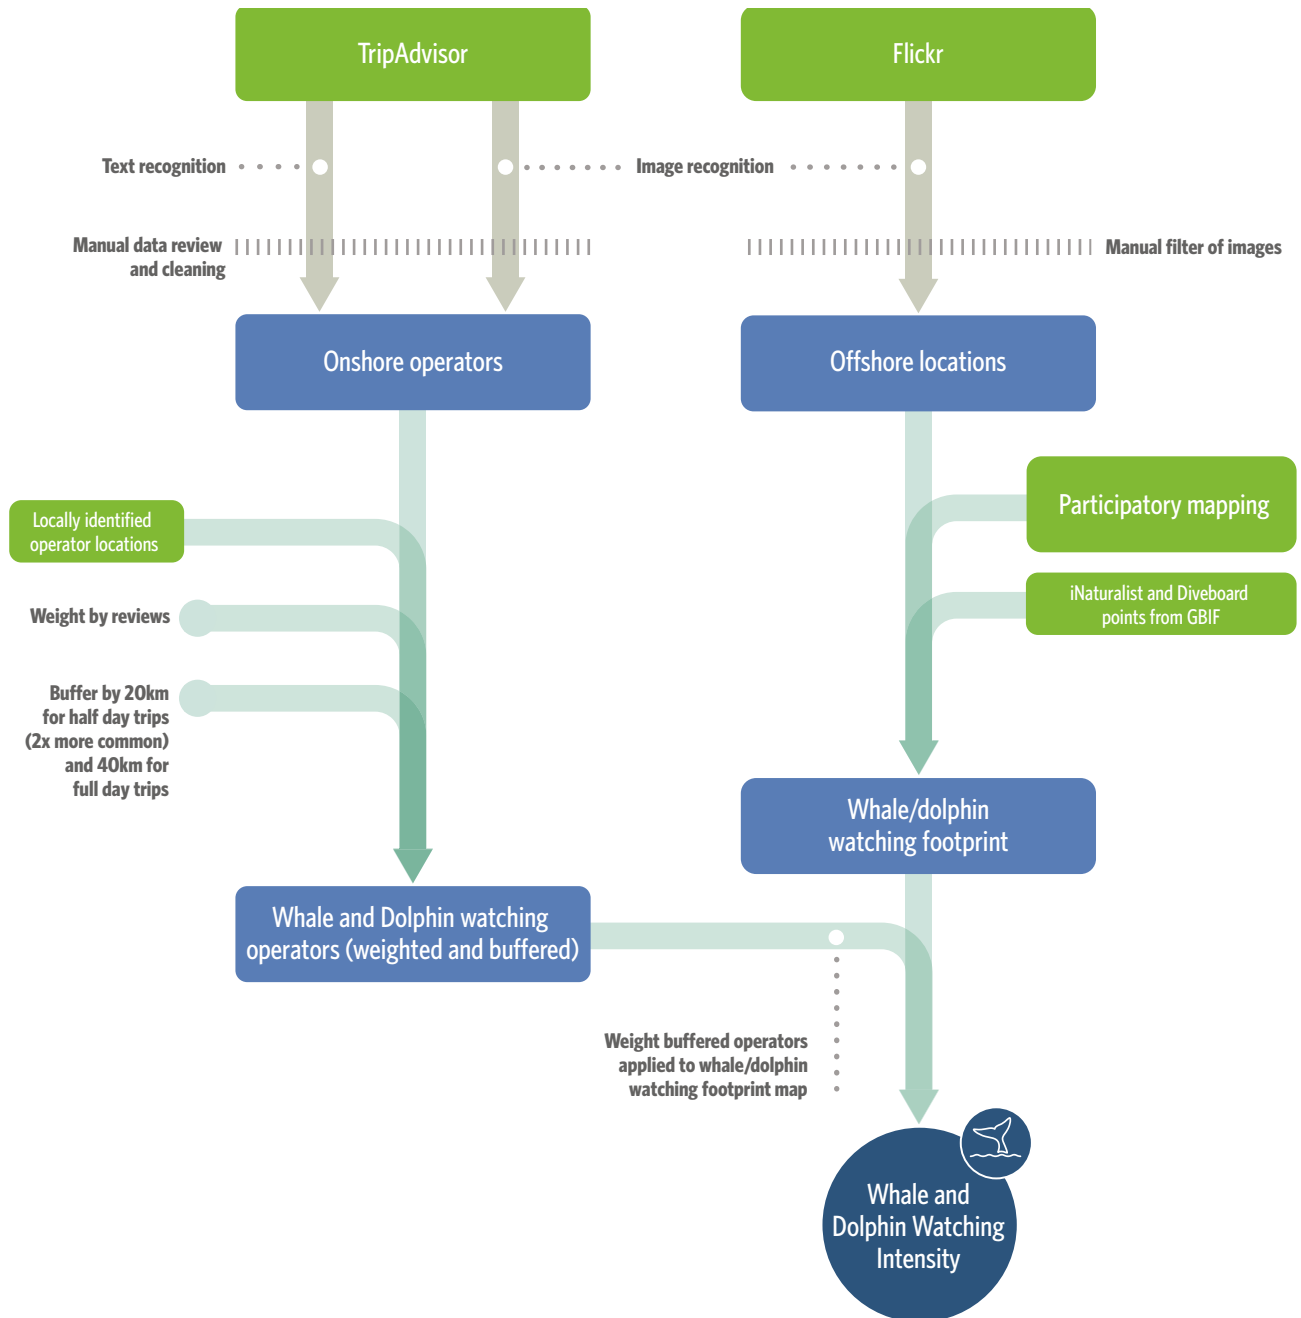 TripAdvisor
Flickr
Text recognition
Image recognition
Manual data review
and cleaning
Manual filter of images
Onshore operators
Offshore locations
Locally identified
operator locations
Participatory mapping
iNaturalist and Diveboard
points from GBIF
Weight by reviews
Buffer by 20km
for half day trips
(2x more common)
and 40km for
full day trips
Whale/dolphin
watching footprint
Whale and Dolphin watching
operators (weighted and buffered)
Weight buffered operators
applied to whale/dolphin
watching footprint map
Whale and
Dolphin Watching
Intensity